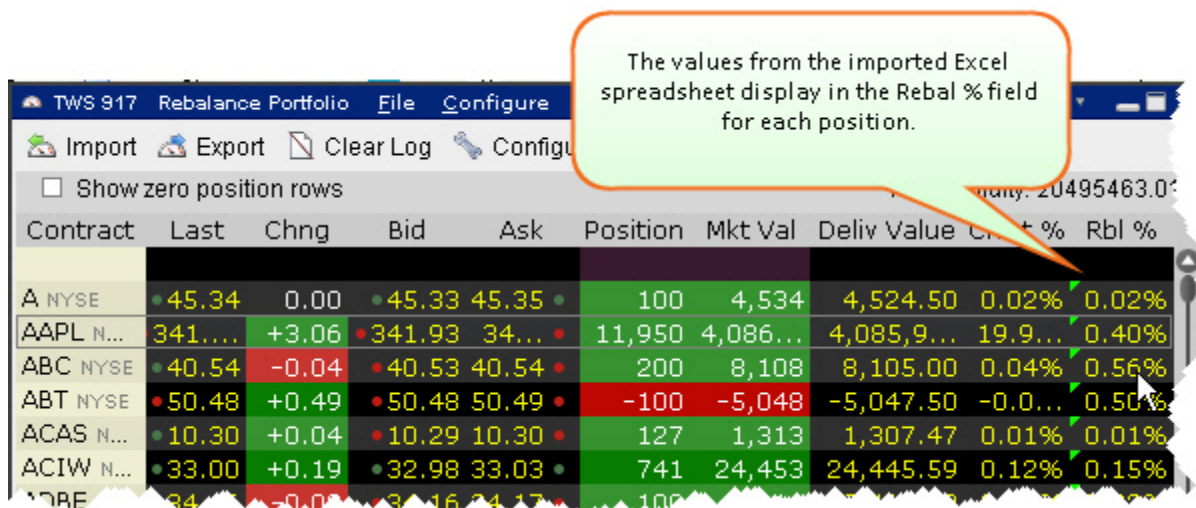 The values from the imported Excel
spreadsheet display in the Rebal % field
for each position.
TWS 917 Rebalance Portfolio File Configure
Import Export Clear Log
Show zero position rows
Contract Last Chng Bid Ask Position Mkt Val Deliv Value % Rbl %
A NYSE 45.34 0.00 45.33 45.35 100 4,534 4,524.50 0.02% 0.02%
AAPL N... 341.... +3.06 341.93 34... 11,950 4,086... 4,085,9... 19.9... 0.40%
ABC NYSE 40.54 -0.04 40.53 40.54 200 8,108 8,105.00 0.04% 0.56%
ABT NYSE 50.48 +0.49 50.48 50.49 -100 -5,048 -5,047.50 -0.0...
ACAS N... 10.30 +0.04 10.29 10.30 127 1,313 1,307.47 0.01% 0.01%
ACIW N... 33.00 +0.19 32.98 33.03 741 24,453 24,445.59 0.12% 0.15%